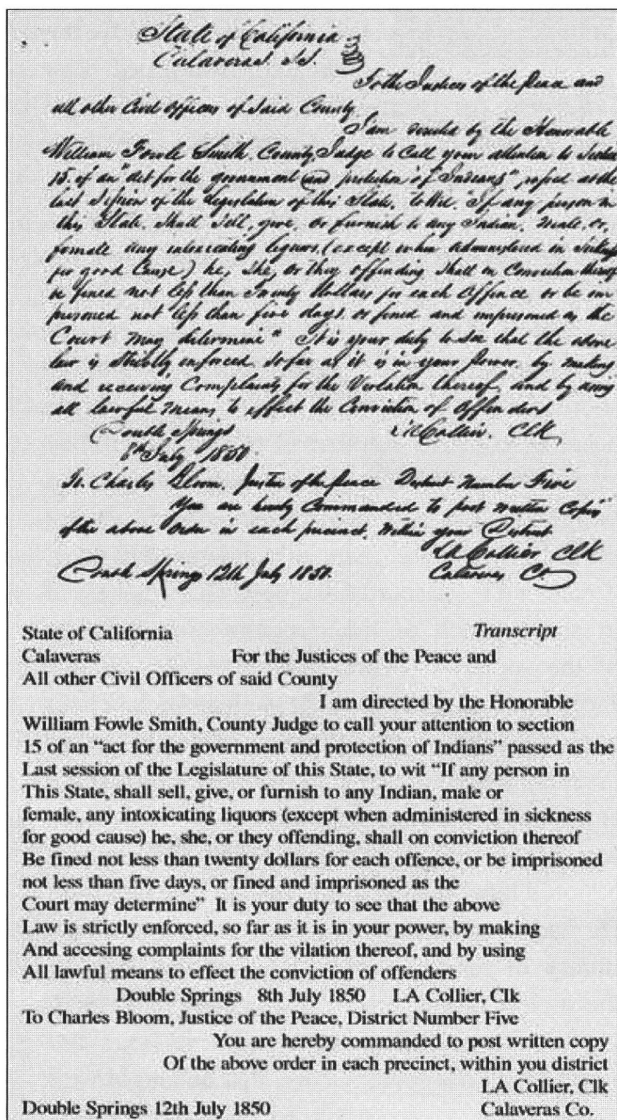 State of California
Calaveras. SS.
To the Justices of the Peace and
all other Civil Officers of Said County
I am directed by the Honorable
William Fowle Smith. County Judge to Call your attention to Section
15 of an "Act for the government and protection of Indians", passed at the
last Session of the Legislature of this State, to Wit. "If any person in
this State. Shall Sell, give, or furnish to any Indian. male. or,
female any intoxicating liquors, (except when administered in Sickness
for good Cause) he, She, or they offending Shall on Conviction thereof
be fined not less than Twenty dollars for each Offence or be im
prisoned not less than five days. or fined and imprisoned as the
Court may determine" It is your duty to See that the above
law is Strictly enforced, so far as it is in your power. by making
and receiving Complaints for the Violation thereof, and by using
all lawful means to effect the Conviction of Offenders
Double Springs LA Collier. Clk
8th July 1850.
To Charles Bloom. Justice of the Peace District Number Five
You are hereby Commanded to post written Copies
of the above Order in each precinct. Within your District
LA Collier Clk
Double Springs 12th July 1850. Calaveras Co.
State of California Transcript
Calaveras For the Justices of the Peace and
All other Civil Officers of said County
I am directed by the Honorable
William Fowle Smith, County Judge to call your attention to section
15 of an "act for the government and protection of Indians" passed as the
Last session of the Legislature of this State, to wit "If any person in
This State, shall sell, give, or furnish to any Indian, male or
female, any intoxicating liquors (except when administered in sickness
for good cause) he, she, or they offending, shall on conviction thereof
Be fined not less than twenty dollars for each offence, or be imprisoned
not less than five days, or fined and imprisoned as the
Court may determine" It is your duty to see that the above
Law is strictly enforced, so far as it is in your power, by making
And accesing complaints for the vilation thereof, and by using
All lawful means to effect the conviction of offenders
Double Springs 8th July 1850 LA Collier, Clk
To Charles Bloom, Justice of the Peace, District Number Five
You are hereby commanded to post written copy
Of the above order in each precinct, within you district
LA Collier, Clk
Double Springs 12th July 1850 Calaveras Co.